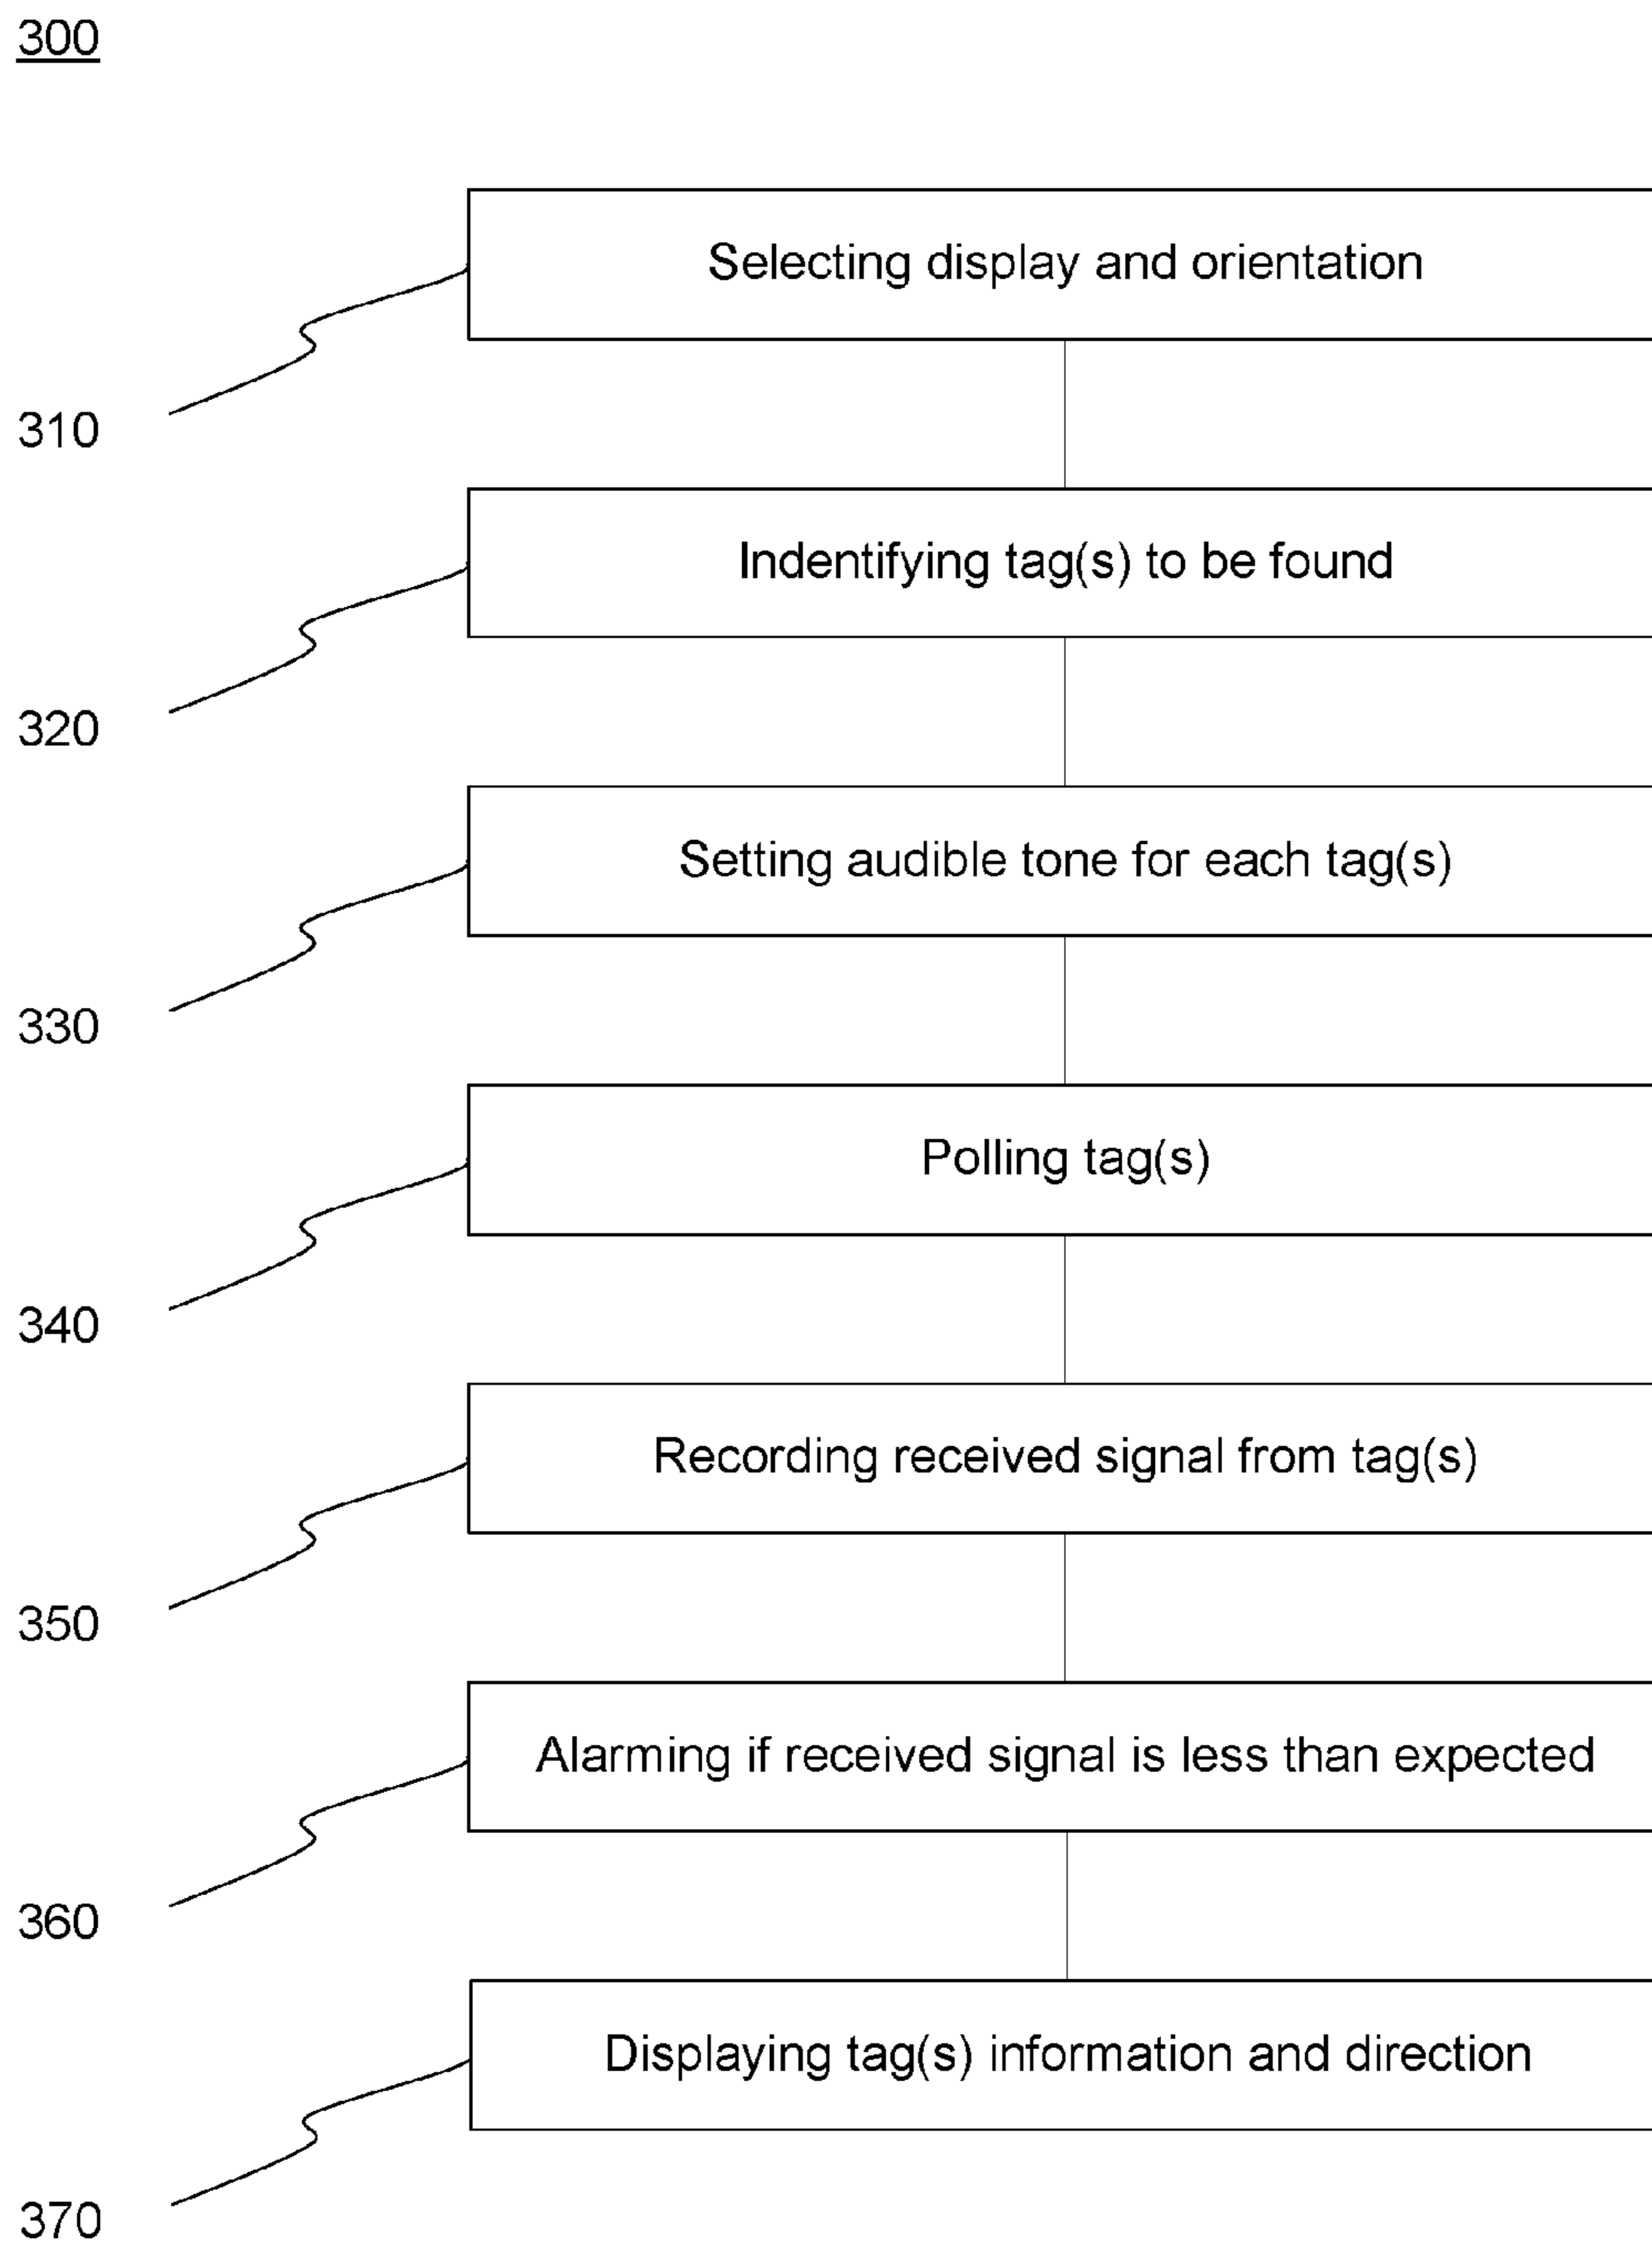 300
Selecting display and orientation
310
Indentifying tag(s) to be found
320
Setting audible tone for each tag(s)
330
Polling tag(s)
340
Recording received signal from tag(s)
350
Alarming if received signal is less than expected
360
Displaying tag(s) information and direction
370